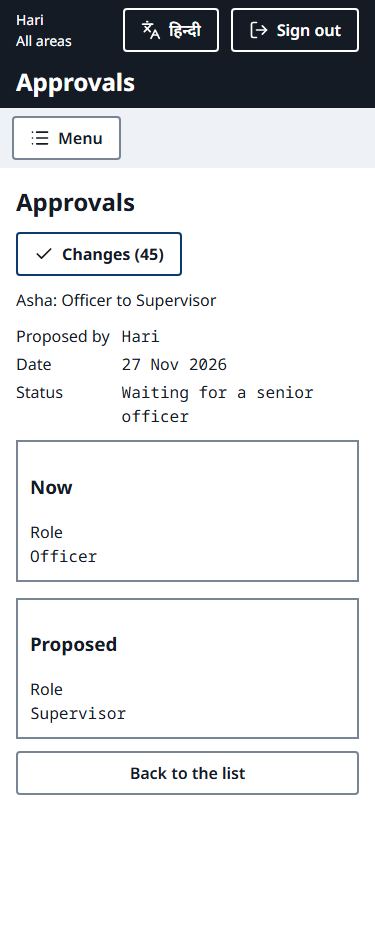 Hari
All areas
हिन्दी
Sign out
Approvals
Menu
Approvals
Changes (45)
Asha: Officer to Supervisor
Proposed by Hari
Date 27 Nov 2026
Status Waiting for a senior
officer
Now
Role
Officer
Proposed
Role
Supervisor
Back to the list